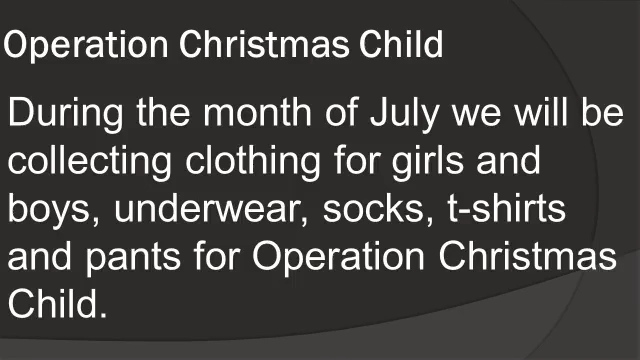 Operation Christmas Child
During the month of July we will be
collecting clothing for girls and
boys, underwear, socks, t-shirts
and pants for Operation Christmas
Child.